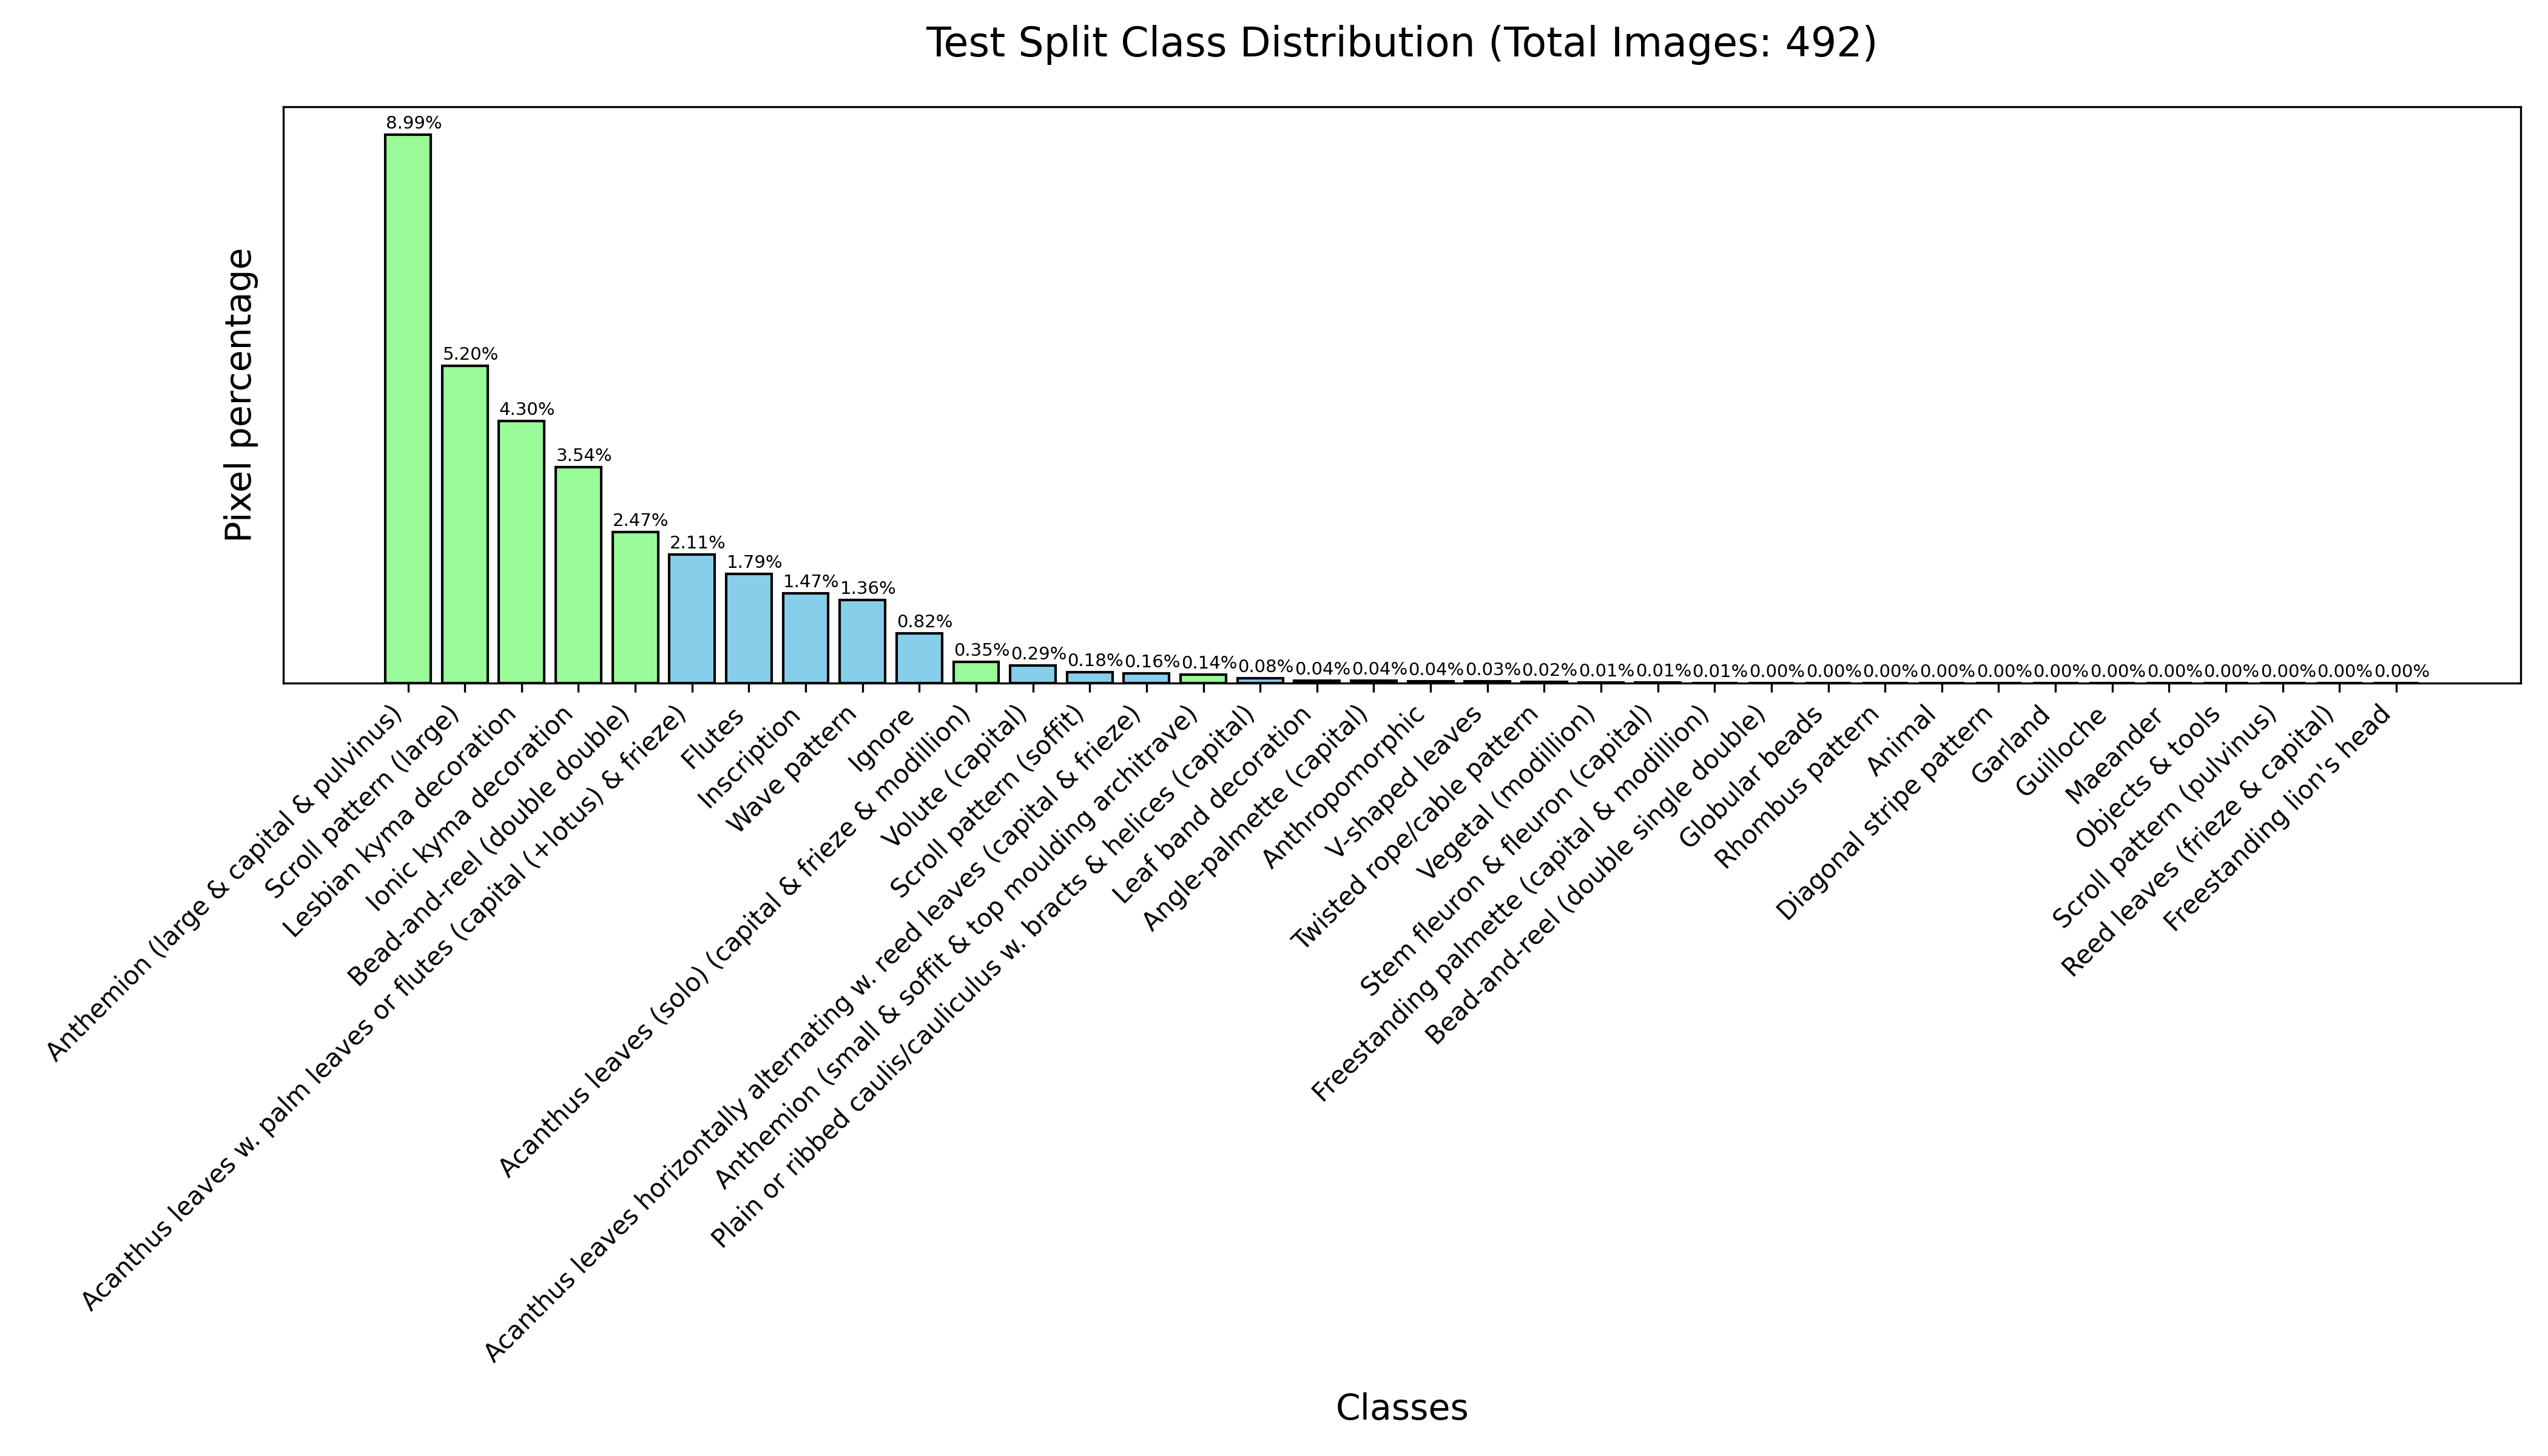 Test Split Class Distribution (Total Images: 492)
Pixel percentage
8.99%
5.20%
4.30%
3.54%
2.47%
2.11%
1.79%
1.47%
1.36%
0.82%
0.35%
0.29%
0.18%
0.16%
0.14%
0.08%
0.04%
0.04%
0.04%
0.03%
0.02%
0.01%
0.01%
0.01%
0.00%
0.00%
0.00%
0.00%
0.00%
0.00%
0.00%
0.00%
0.00%
0.00%
0.00%
0.00%
Anthemion (large & capital & pulvinus)
Scroll pattern (large)
Lesbian kyma decoration
Ionic kyma decoration
Bead-and-reel (double double)
Acanthus leaves w. palm leaves or flutes (capital (+lotus) & frieze)
Flutes
Inscription
Wave pattern
Ignore
Acanthus leaves (solo) (capital & frieze & modillion)
Volute (capital)
Scroll pattern (soffit)
Acanthus leaves horizontally alternating w. reed leaves (capital & frieze)
Anthemion (small & soffit & top moulding architrave)
Plain or ribbed caulis/cauliculus w. bracts & helices (capital)
Leaf band decoration
Angle-palmette (capital)
Anthropomorphic
V-shaped leaves
Twisted rope/cable pattern
Vegetal (modillion)
Stem fleuron & fleuron (capital)
Freestanding palmette (capital & modillion)
Bead-and-reel (double single double)
Globular beads
Rhombus pattern
Animal
Diagonal stripe pattern
Garland
Guilloche
Maeander
Objects & tools
Scroll pattern (pulvinus)
Reed leaves (frieze & capital)
Freestanding lion's head
Classes